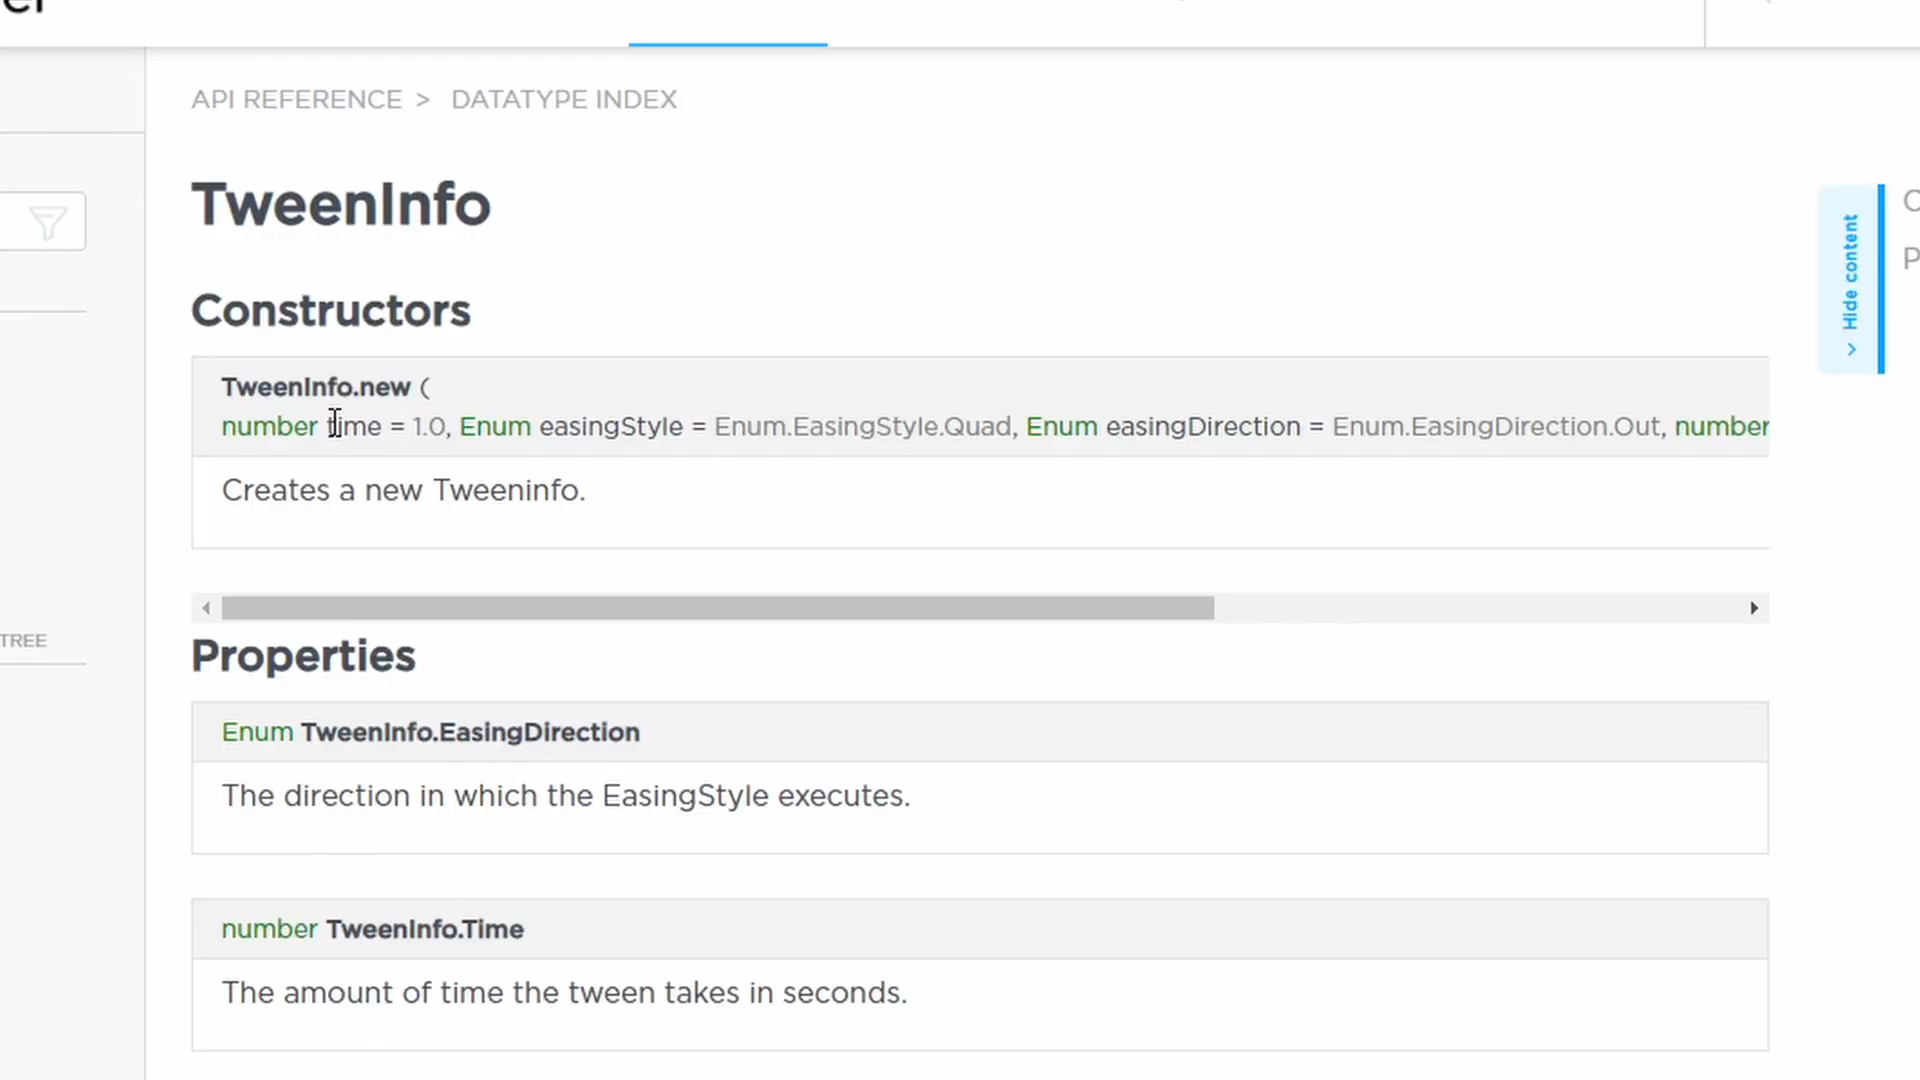 er
API REFERENCE > DATATYPE INDEX
TweenInfo
Constructors
TweenInfo.new (
number time = 1.0, Enum easingStyle = Enum.EasingStyle.Quad, Enum easingDirection = Enum.EasingDirection.Out, number
Creates a new Tweeninfo.
Properties
Enum TweenInfo.EasingDirection
The direction in which the EasingStyle executes.
number TweenInfo.Time
The amount of time the tween takes in seconds.
TREE
Hide content
C
P